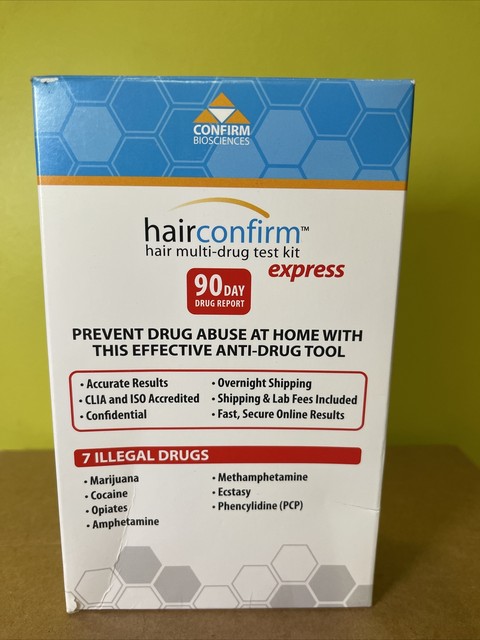 CONFIRM
BIOSCIENCES
hairconfirm™
hair multi-drug test kit
express
90 DAY
DRUG REPORT
PREVENT DRUG ABUSE AT HOME WITH
THIS EFFECTIVE ANTI-DRUG TOOL
• Accurate Results
• CLIA and ISO Accredited
• Confidential
• Overnight Shipping
• Shipping & Lab Fees Included
• Fast, Secure Online Results
7 ILLEGAL DRUGS
• Marijuana
• Cocaine
• Opiates
• Amphetamine
• Methamphetamine
• Ecstasy
• Phencylidine (PCP)